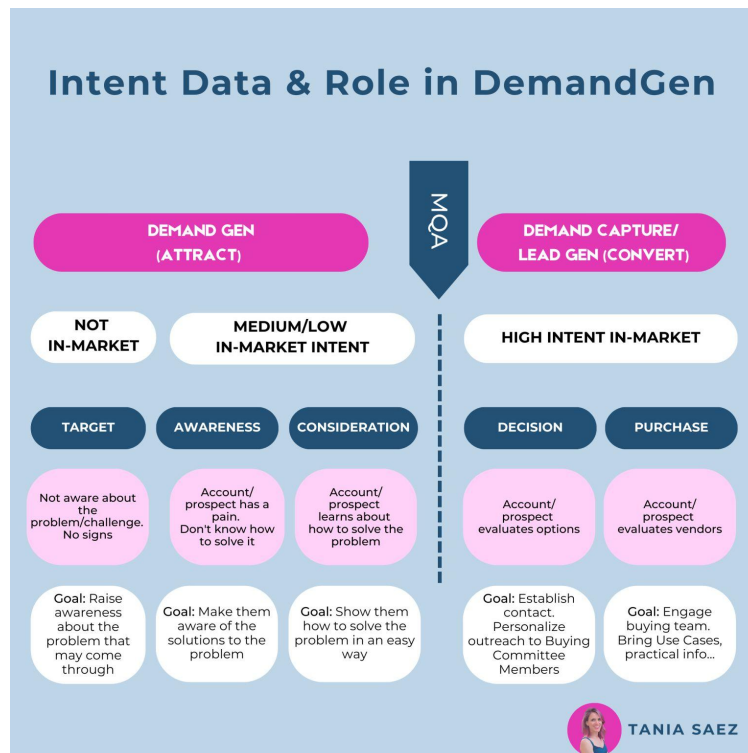 Intent Data & Role in DemandGen
MQA
DEMAND GEN
(ATTRACT)
DEMAND CAPTURE/
LEAD GEN (CONVERT)
NOT
IN-MARKET
MEDIUM/LOW
IN-MARKET INTENT
HIGH INTENT IN-MARKET
TARGET
AWARENESS
CONSIDERATION
DECISION
PURCHASE
Not aware about
the
problem/challenge.
No signs
Account/
prospect has a
pain.
Don't know how
to solve it
Account/
prospect
learns about
how to solve the
problem
Account/
prospect
evaluates options
Account/
prospect
evaluates vendors
Goal: Raise
awareness
about the
problem that
may come
through
Goal: Make them
aware of the
solutions to the
problem
Goal: Show them
how to solve the
problem in an easy
way
Goal: Establish
contact.
Personalize
outreach to Buying
Committee
Members
Goal: Engage
buying team.
Bring Use Cases,
practical info...
TANIA SAEZ